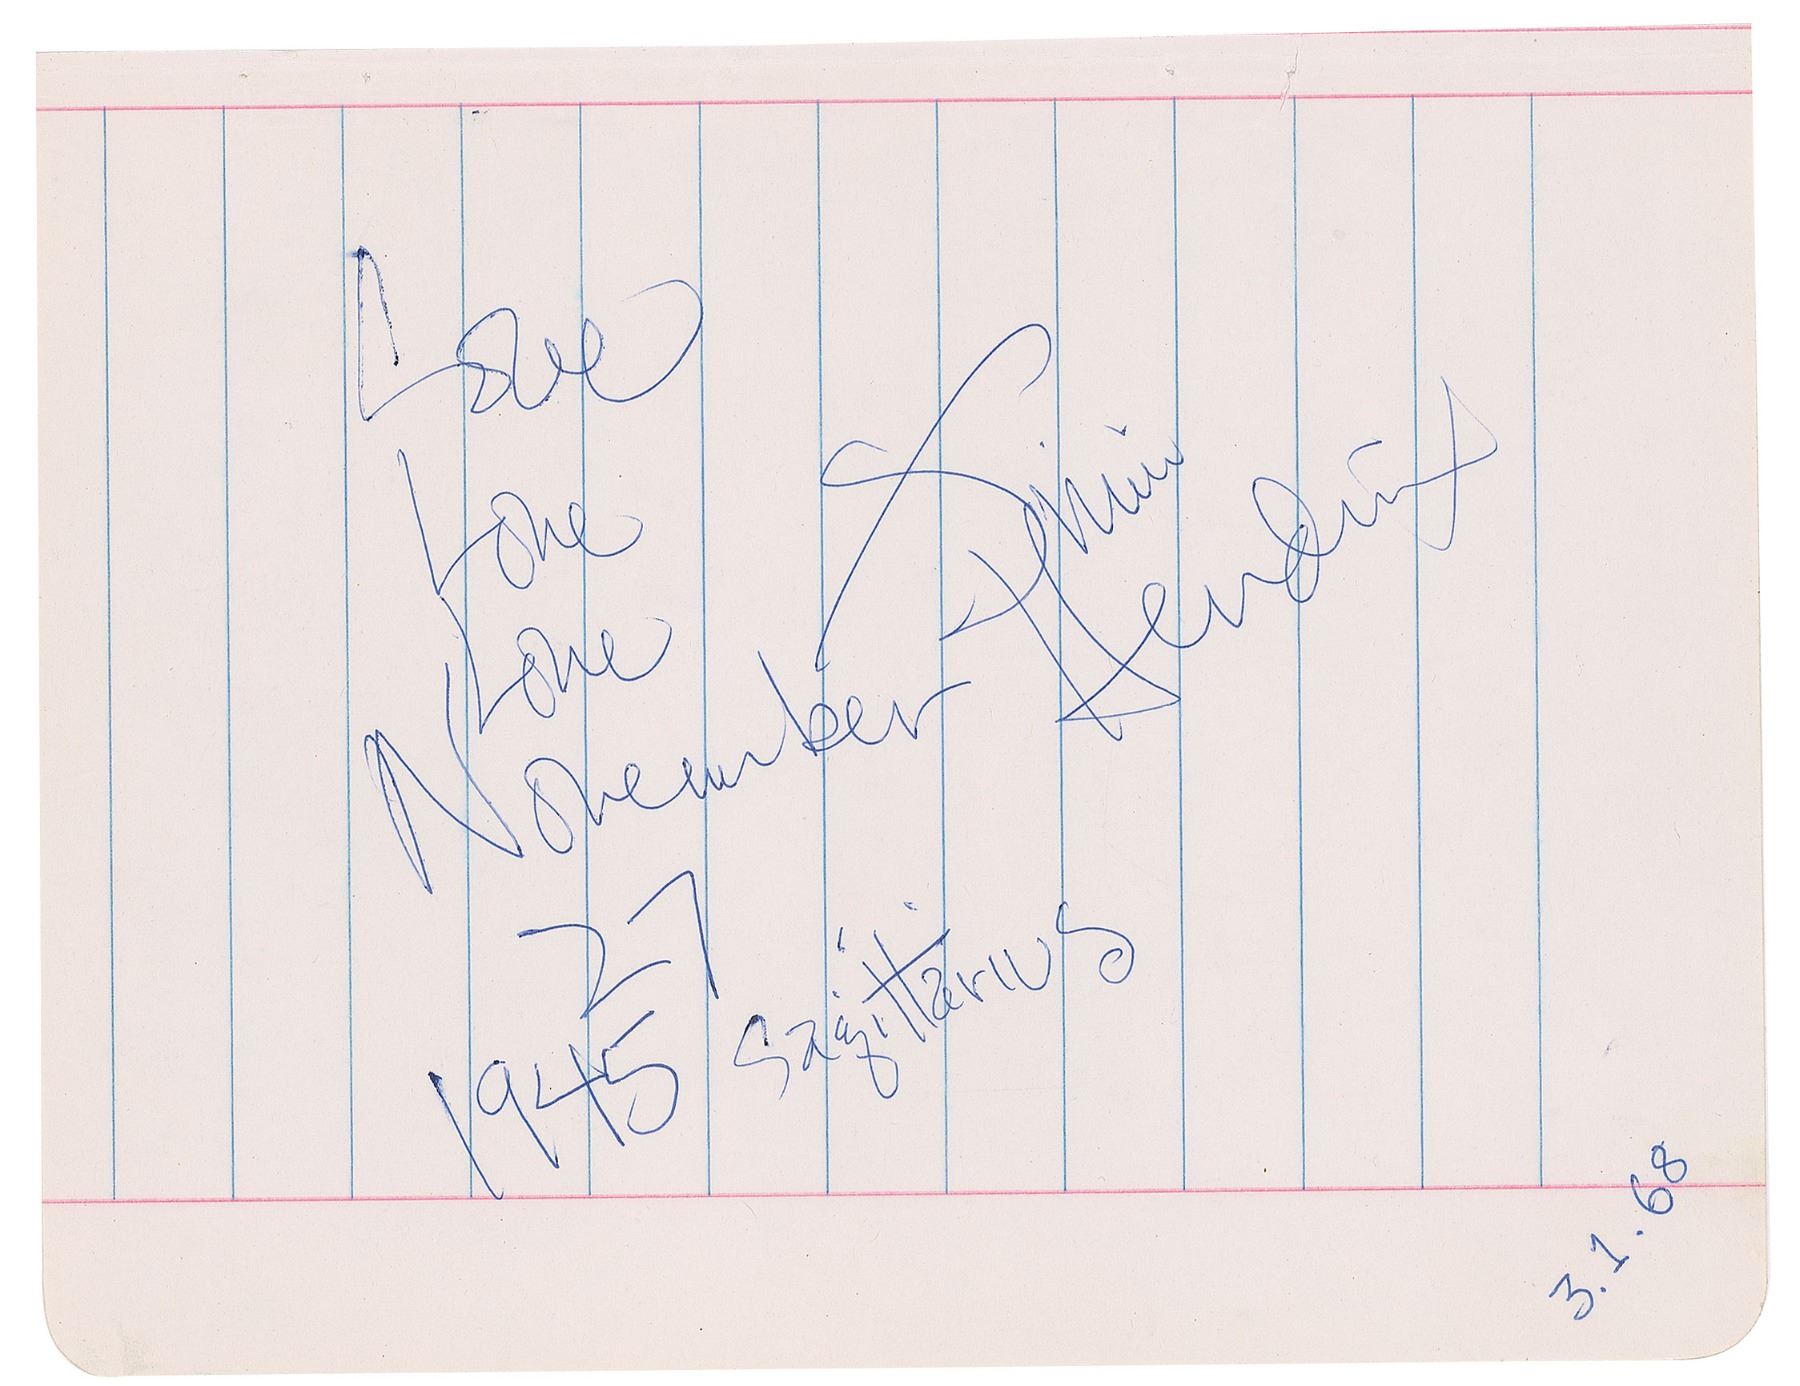 Love
Love
Love
Jimi
Hendrix
November
27
1945 Sagittarius
3.1.68